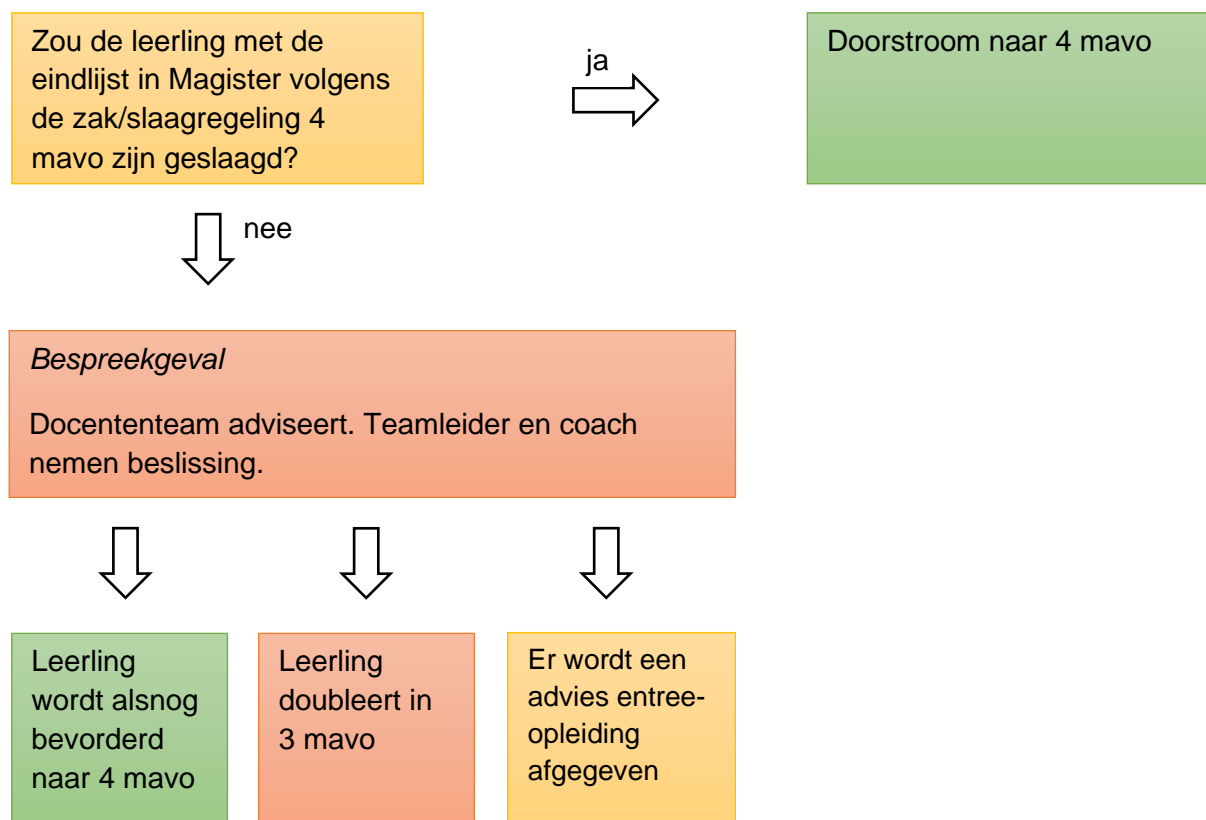 Zou de leerling met de
eindlijst in Magister volgens
de zak/slaagregeling 4
mavo zijn geslaagd?
ja
Doorstroom naar 4 mavo
nee
Bespreekgeval
Docententeam adviseert. Teamleider en coach
nemen beslissing.
Leerling
wordt alsnog
bevorderd
naar 4 mavo
Leerling
doubleert in
3 mavo
Er wordt een
advies entree-
opleiding
afgegeven